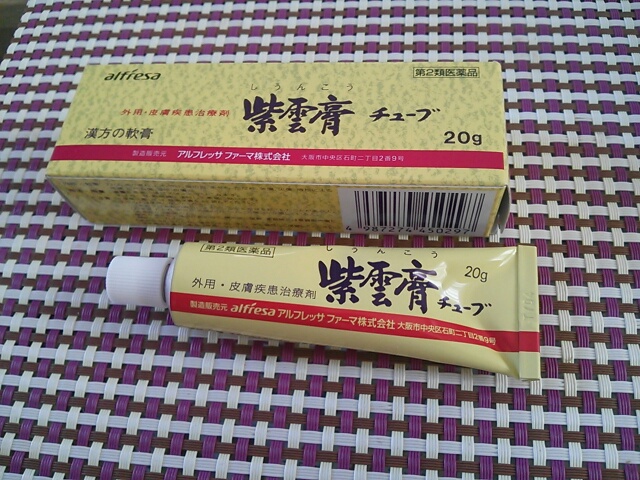 alfresa
第2類医薬品
しうんこう
外用・皮膚疾患治療剤
紫雲膏 チューブ
漢方の軟膏
20g
製造販売元 アルフレッサ ファーマ株式会社 大阪市中央区石町二丁目2番9号
4 987274 450297
第2類医薬品
しうんこう
20g
外用・皮膚疾患治療剤
紫雲膏 チューブ
製造販売元 alfresa アルフレッサ ファーマ株式会社 大阪市中央区石町二丁目2番9号